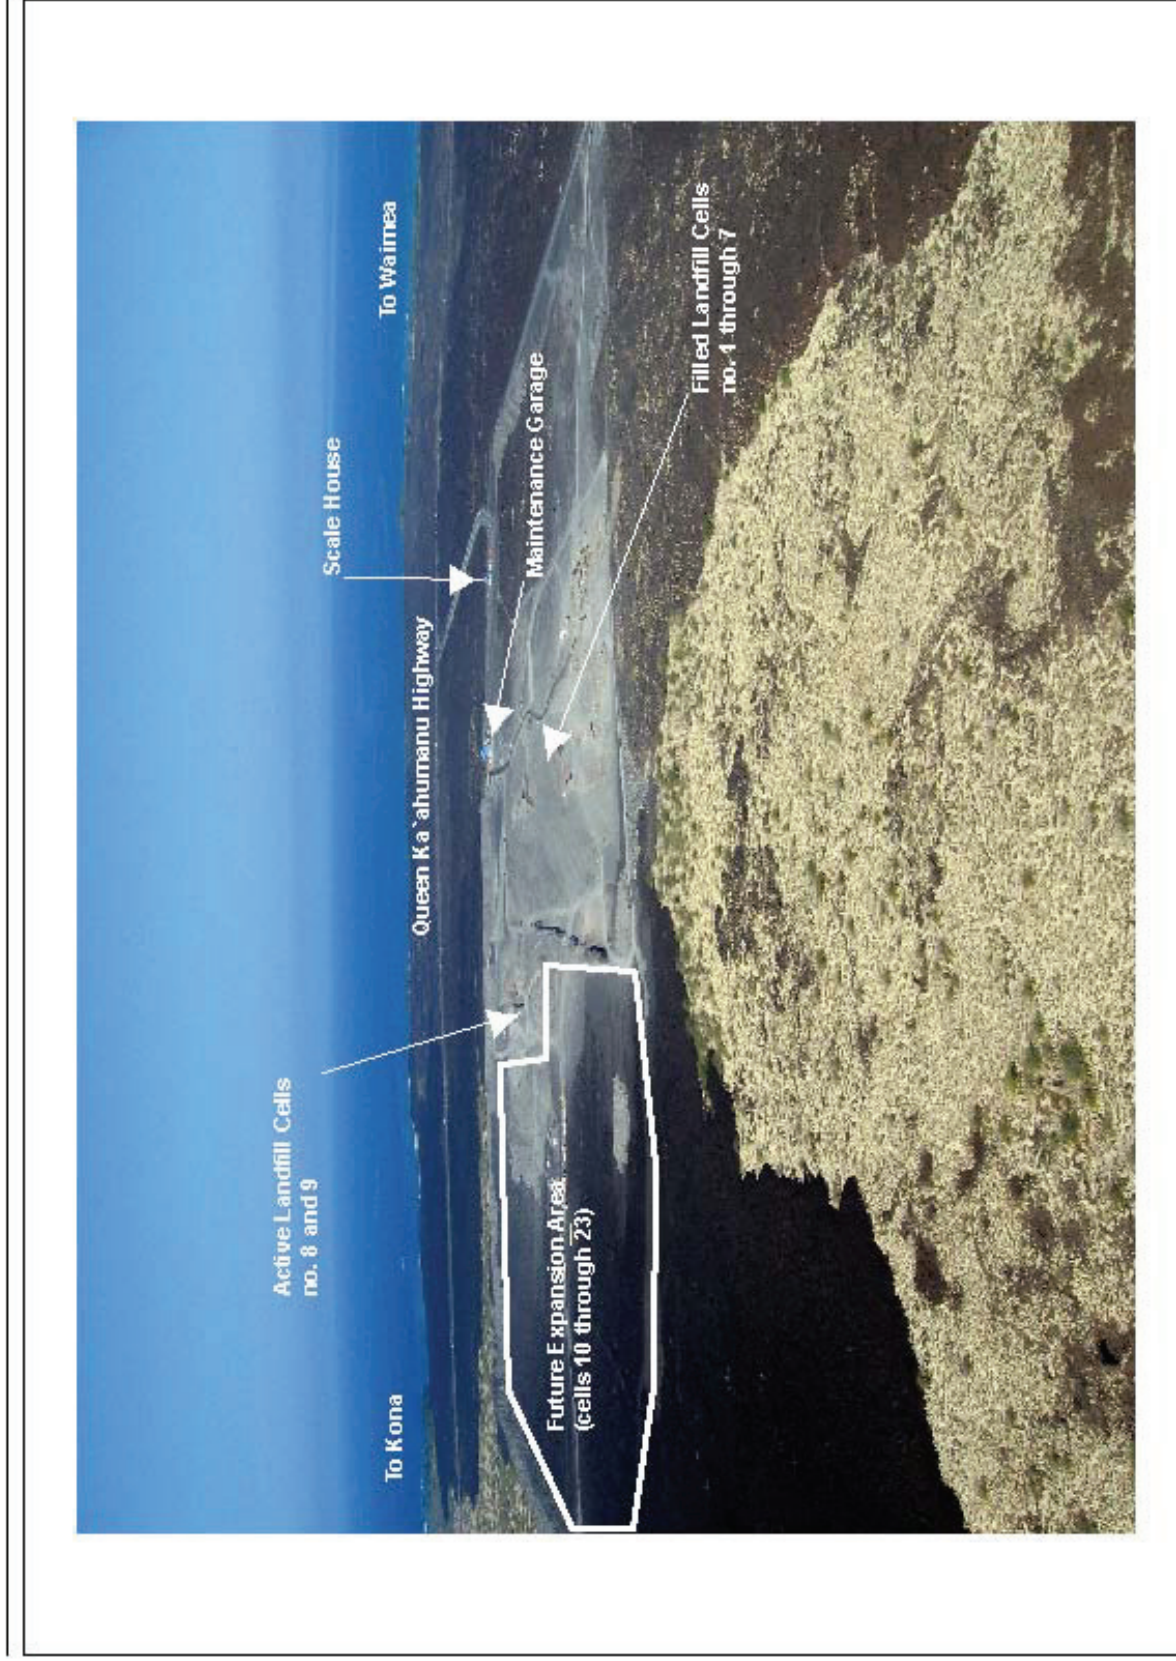 To Kona
Active Landfill Cells
no. 8 and 9
Queen Ka`ahumanu Highway
Scale House
To Waimea
Maintenance Garage
Future Expansion Area
(cells 10 through 23)
Filled Landfill Cells
no.1 through 7